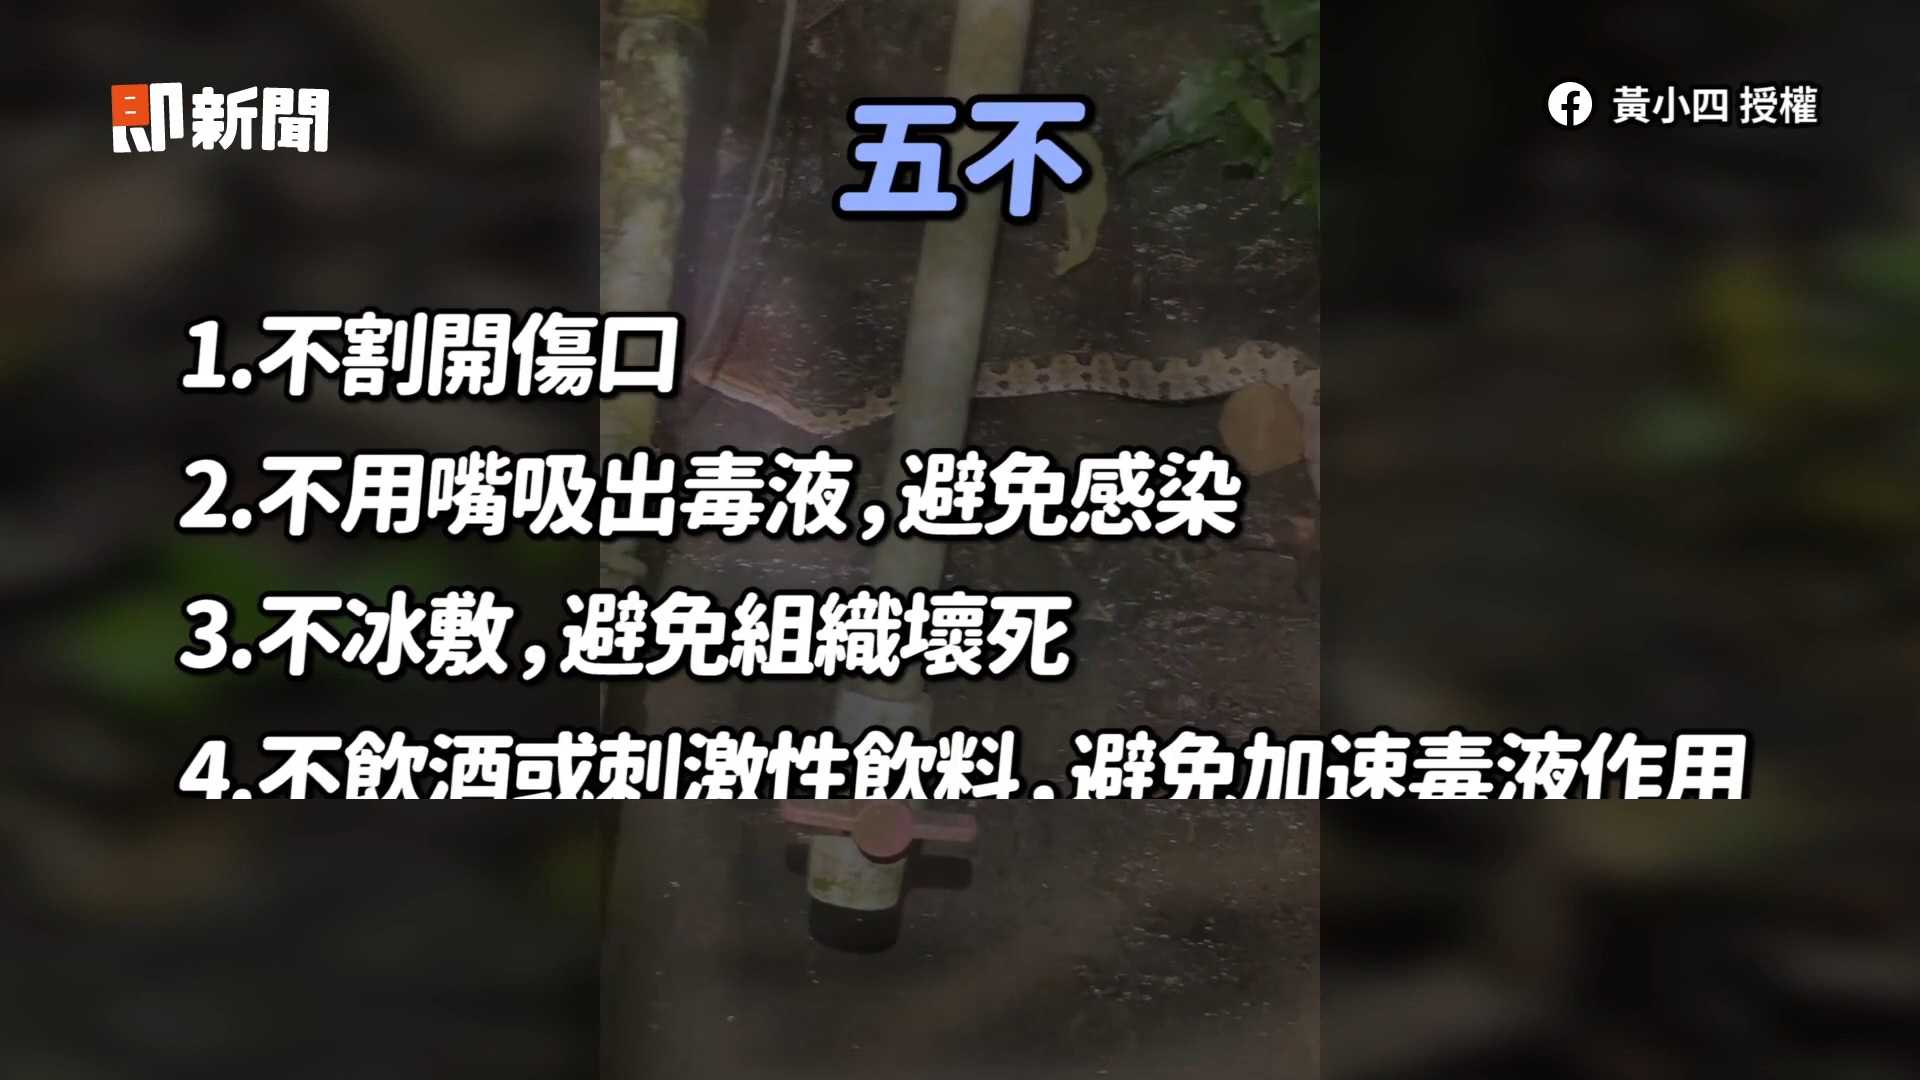 即新聞
黃小四 授權
五不
1.不割開傷口
2.不用嘴吸出毒液,避免感染
3.不冰敷,避免組織壞死
4.不飲酒或刺激性飲料,避免加速毒液作用